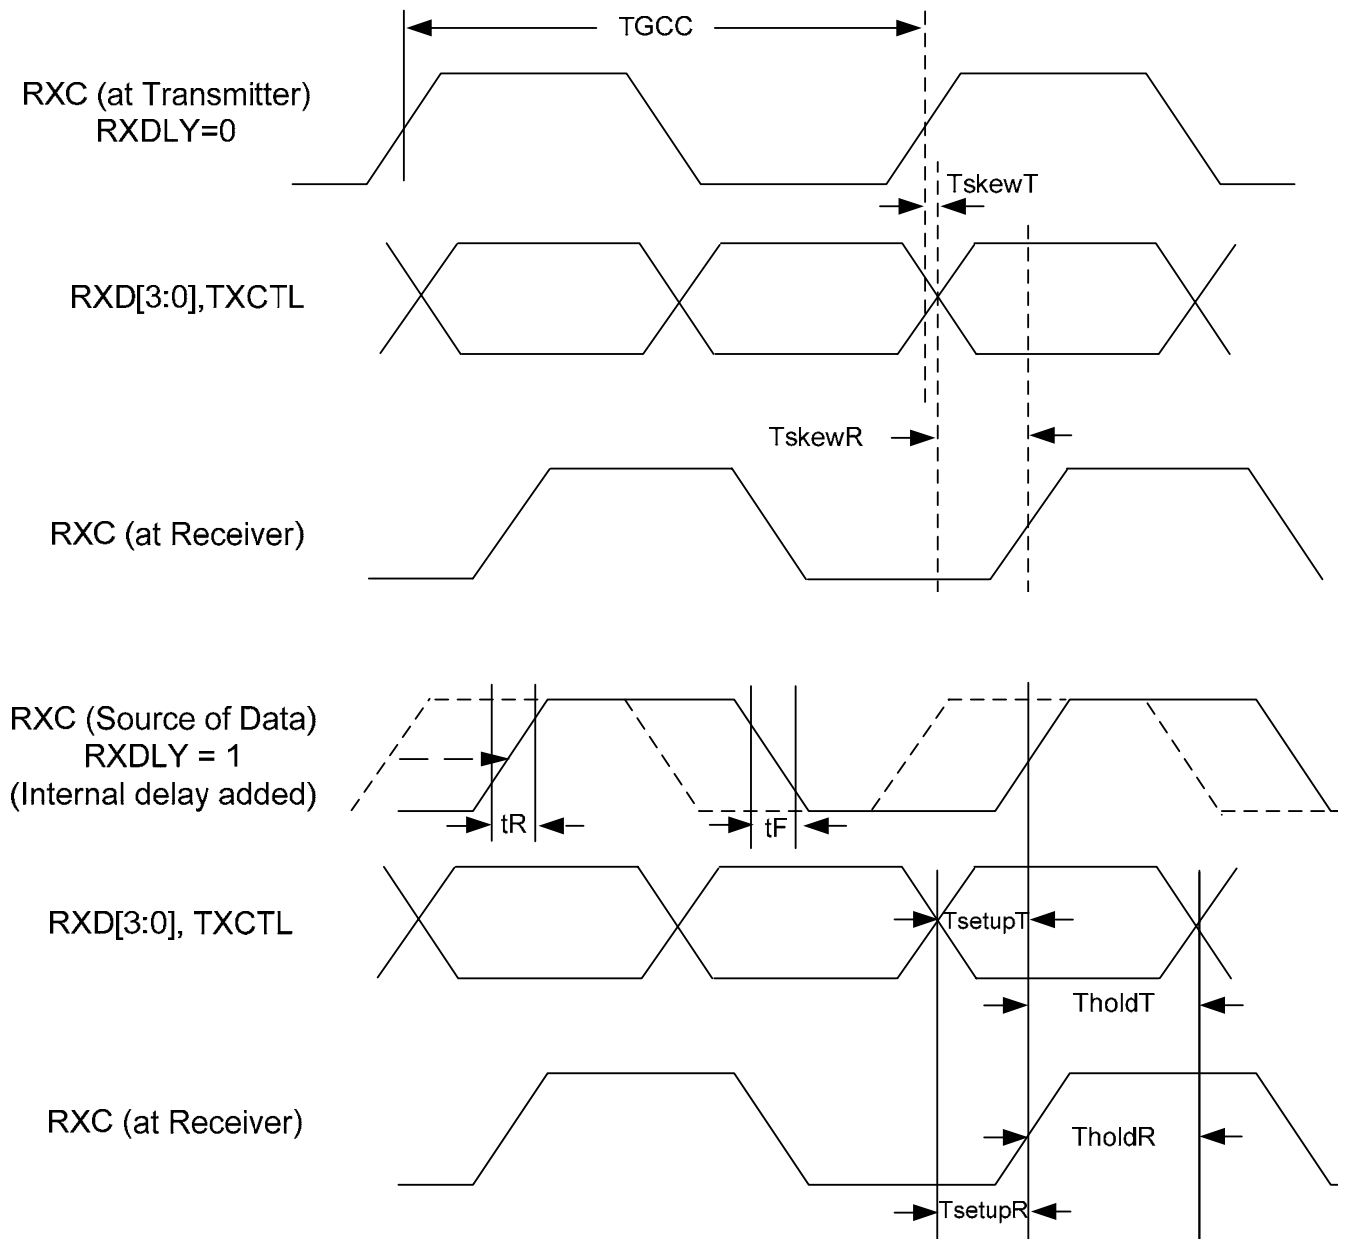 TGCC
RXC (at Transmitter)
RXDLY=0
TskewT
RXD[3:0],TXCTL
TskewR
RXC (at Receiver)
RXC (Source of Data)
RXDLY = 1
(Internal delay added)
tR
tF
RXD[3:0], TXCTL
TsetupT
TholdT
RXC (at Receiver)
TholdR
TsetupR